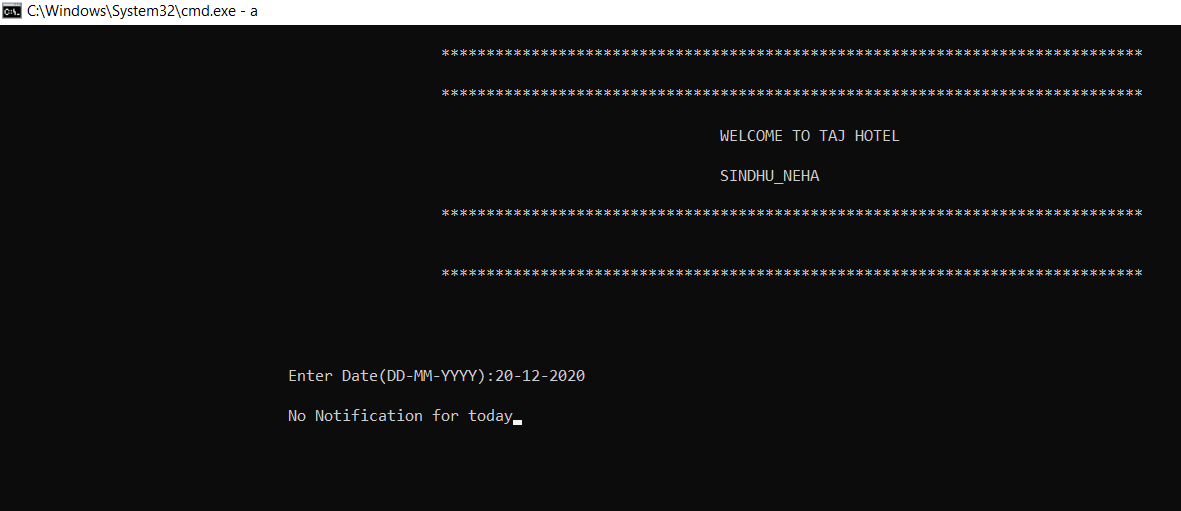 C:\Windows\System32\cmd.exe - a
******************************************************************************
******************************************************************************
WELCOME TO TAJ HOTEL
SINDHU_NEHA
******************************************************************************
******************************************************************************
Enter Date(DD-MM-YYYY):20-12-2020
No Notification for today